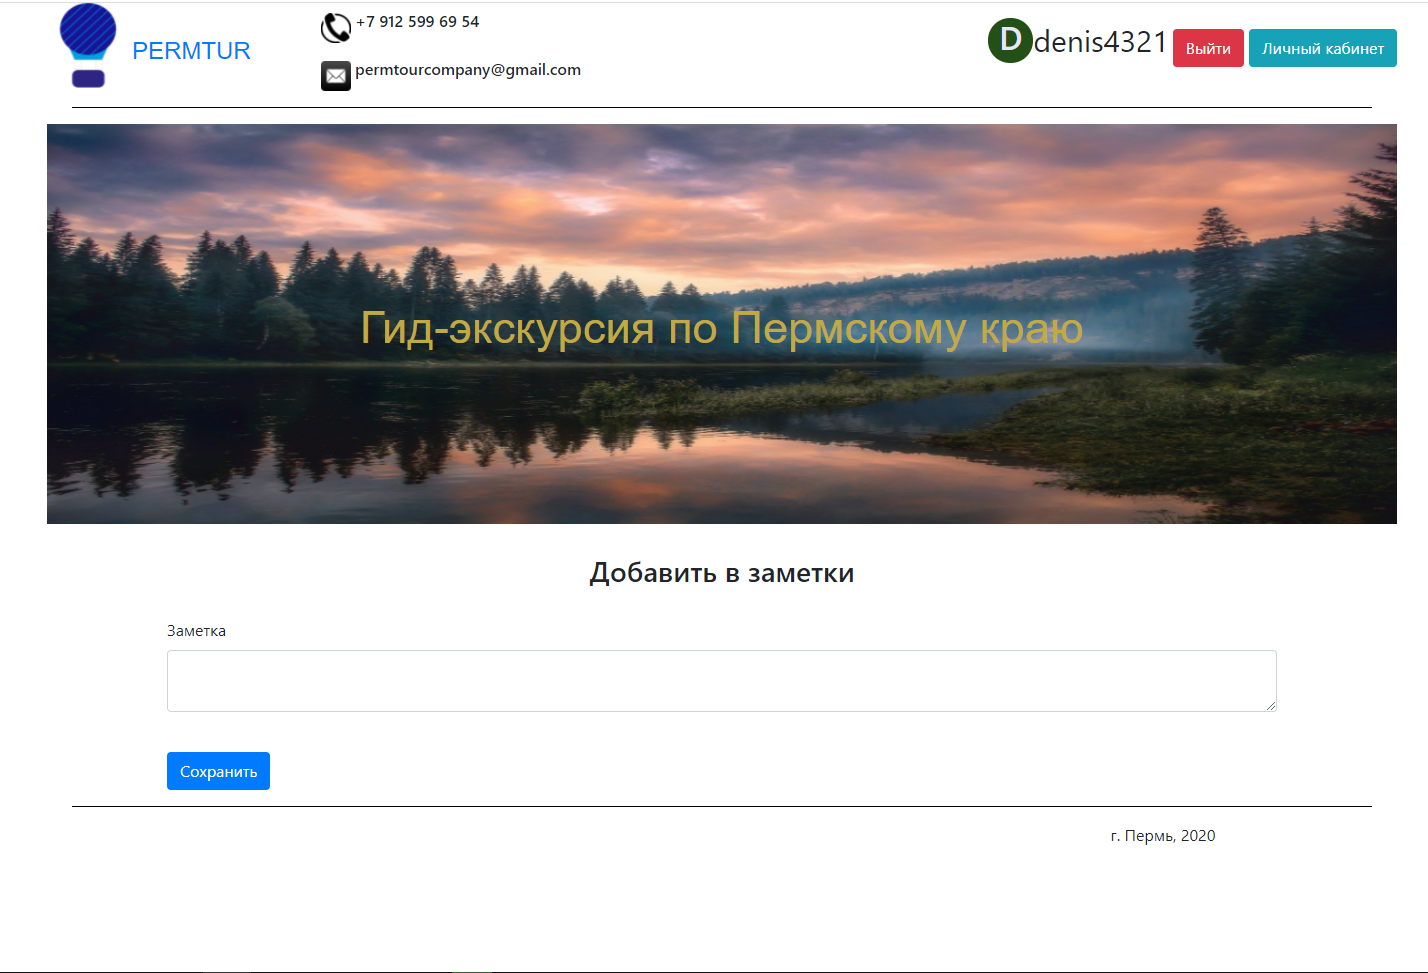 PERMTUR
+7 912 599 69 54
permtourcompany@gmail.com
D denis4321
Выйти
Личный кабинет
Гид-экскурсия по Пермскому краю
Добавить в заметки
Заметка
Сохранить
г. Пермь, 2020